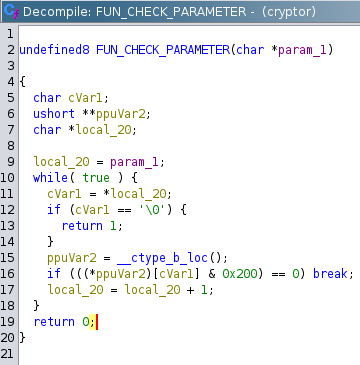 Decompile: FUN_CHECK_PARAMETER - (cryptor)
1
2 undefined8 FUN_CHECK_PARAMETER(char *param_1)
3
4 {
5   char cVar1;
6   ushort **ppuVar2;
7   char *local_20;
8
9   local_20 = param_1;
10   while( true ) {
11     cVar1 = *local_20;
12     if (cVar1 == '\0') {
13       return 1;
14     }
15     ppuVar2 = __ctype_b_loc();
16     if (((*ppuVar2)[cVar1] & 0x200) == 0) break;
17     local_20 = local_20 + 1;
18   }
19   return 0;
20 }
21